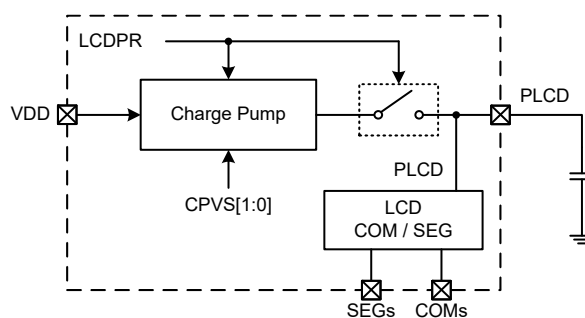 LCDPR
PLCD
VDD
Charge Pump
PLCD
CPVS[1:0]
LCD
COM / SEG
SEGs
COMs